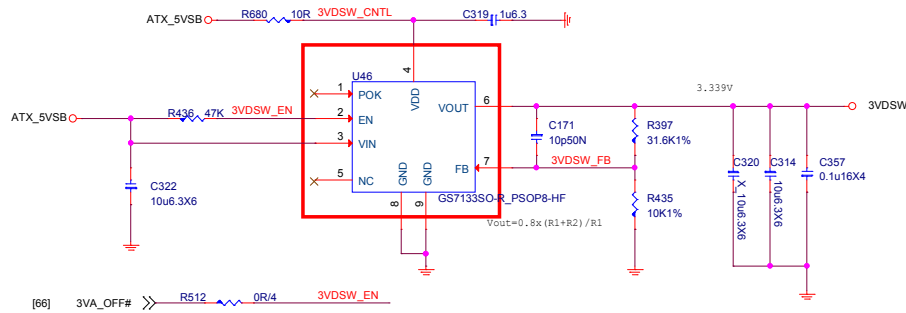 ATX_5VSB R680 10R 3VDSW_CNTL C319 1u6.3
U46
4
1 POK VDD VOUT 6 3.339V 3VDSW
ATX_5VSB R436 47K 3VDSW_EN 2 EN
3 VIN
C171
10p50N
R397
31.6K1%
FB 7 3VDSW_FB
C320
X_10u6.3X6
C314
10u6.3X6
C357
0.1u16X4
5 NC GND GND
C322
10u6.3X6
GS7133SO-R_PSOP8-HF
8 9
R435
10K1%
Vout=0.8x(R1+R2)/R1
[66] 3VA_OFF# R512 0R/4 3VDSW_EN